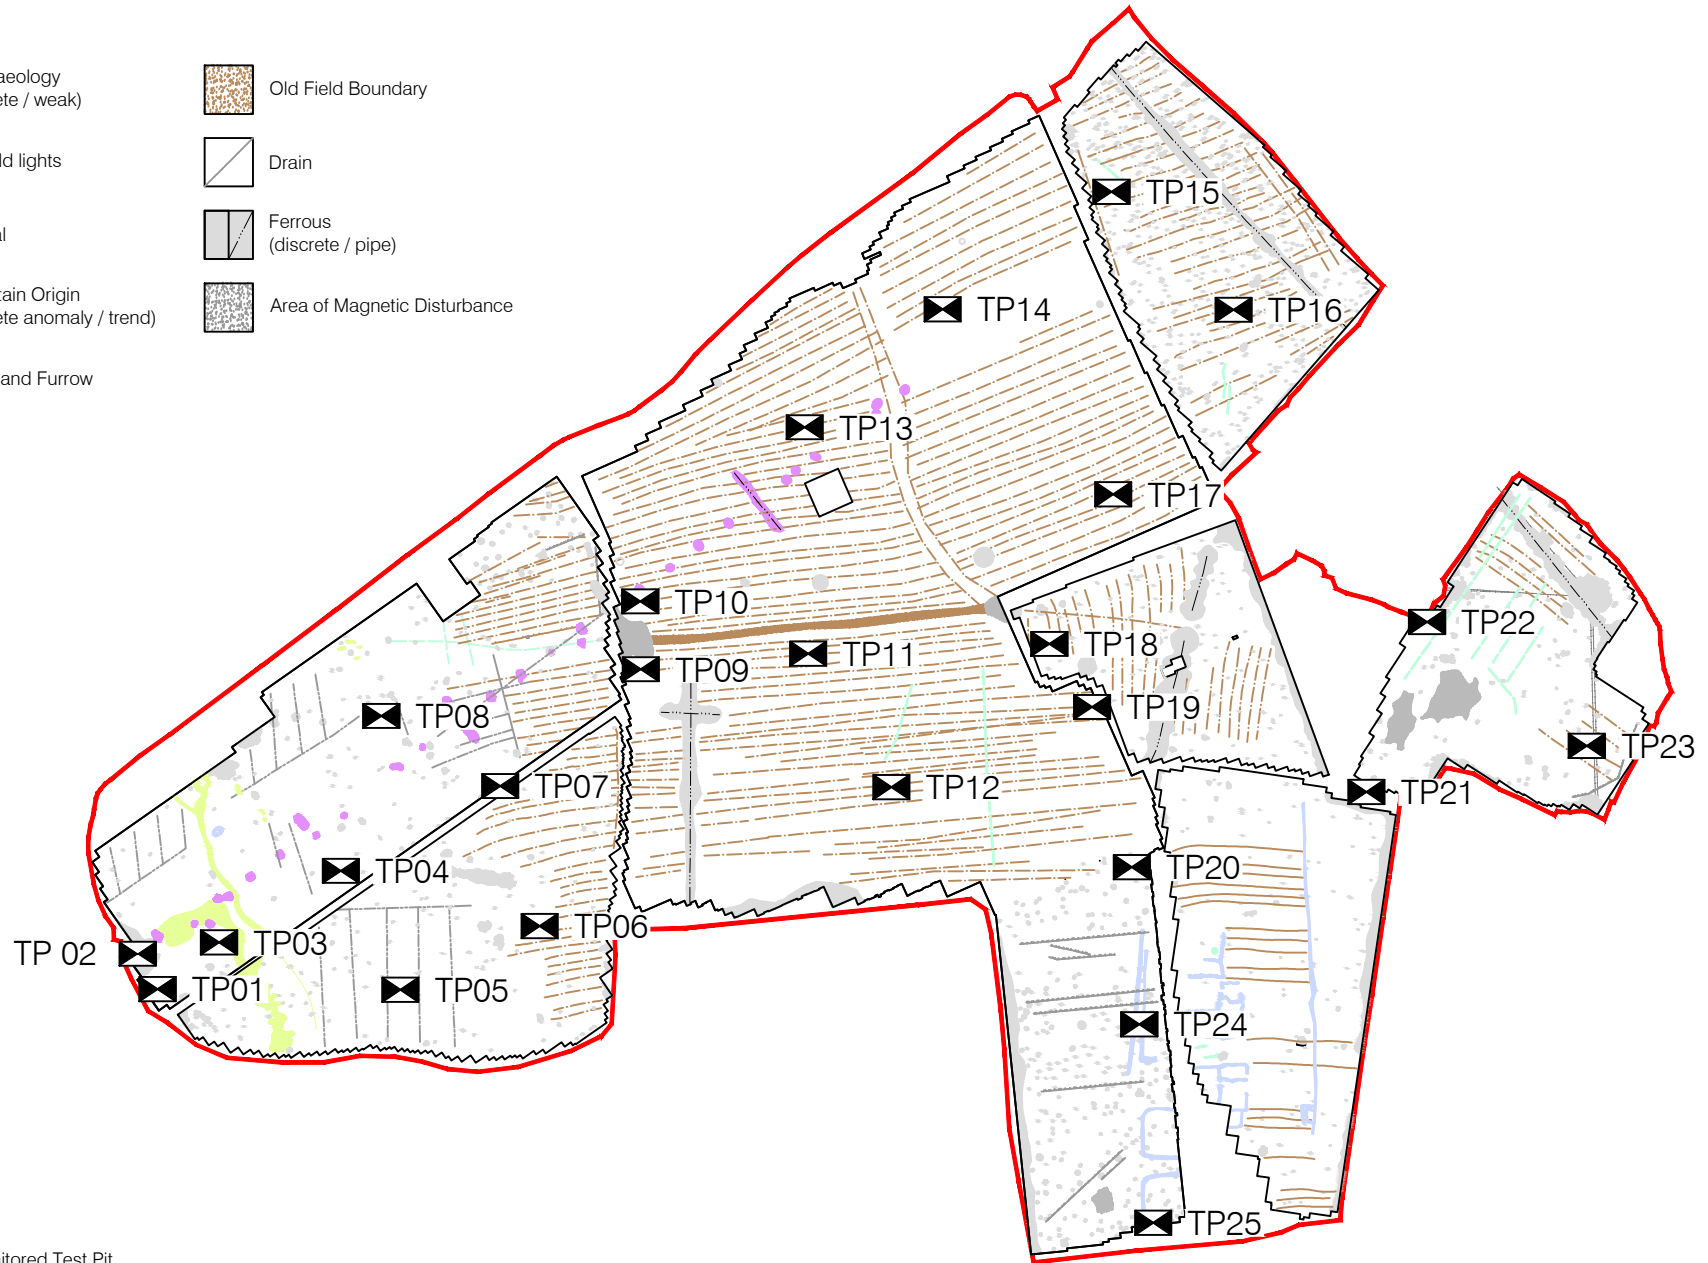 aeology
ete / weak)
ld lights
al
tain Origin
ete anomaly / trend)
and Furrow
Old Field Boundary
Drain
Ferrous
(discrete / pipe)
Area of Magnetic Disturbance
TP15
TP16
TP14
TP13
TP17
TP10
TP11
TP09
TP18
TP22
TP19
TP08
TP23
TP07
TP12
TP21
TP04
TP20
TP06
TP 02
TP03
TP01
TP05
TP24
TP25
itored Test Pit